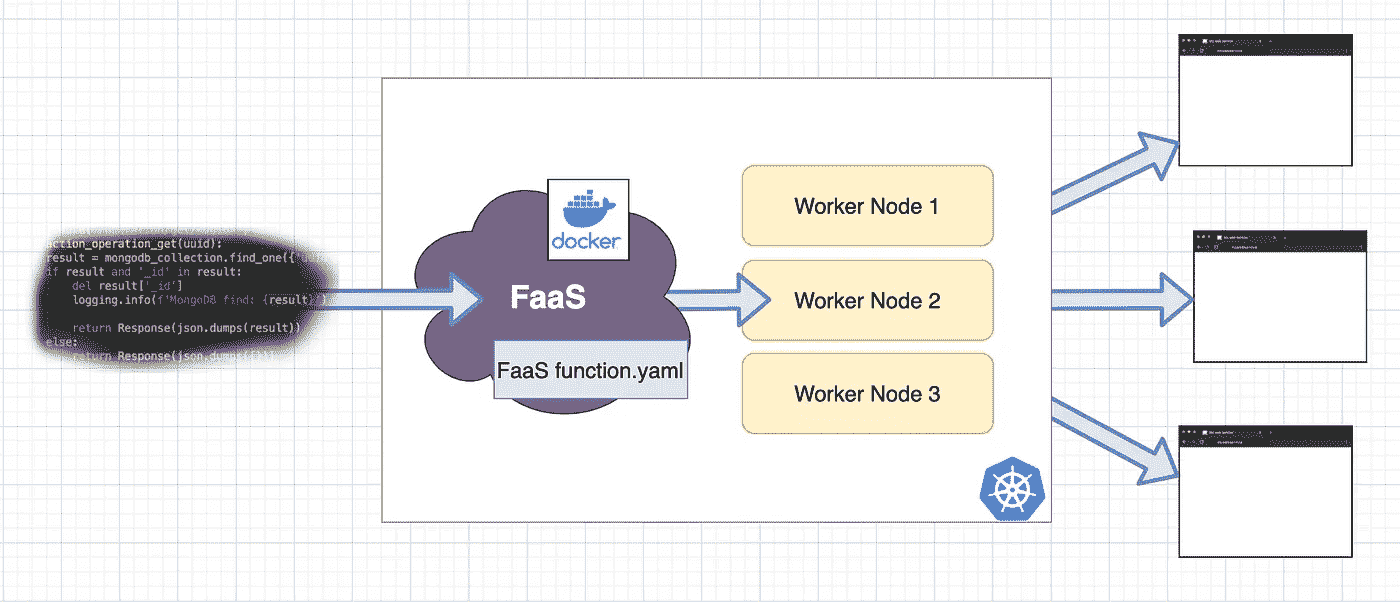 action_operation_get(uuid):
result = mongodb_collection.find_one({
if result and '_id' in result:
del result['_id']
logging.info(f'MongoDB find: {result}')
return Response(json.dumps(result))
else:
return Response(json.dumps(
docker
FaaS
FaaS function.yaml
Worker Node 1
Worker Node 2
Worker Node 3